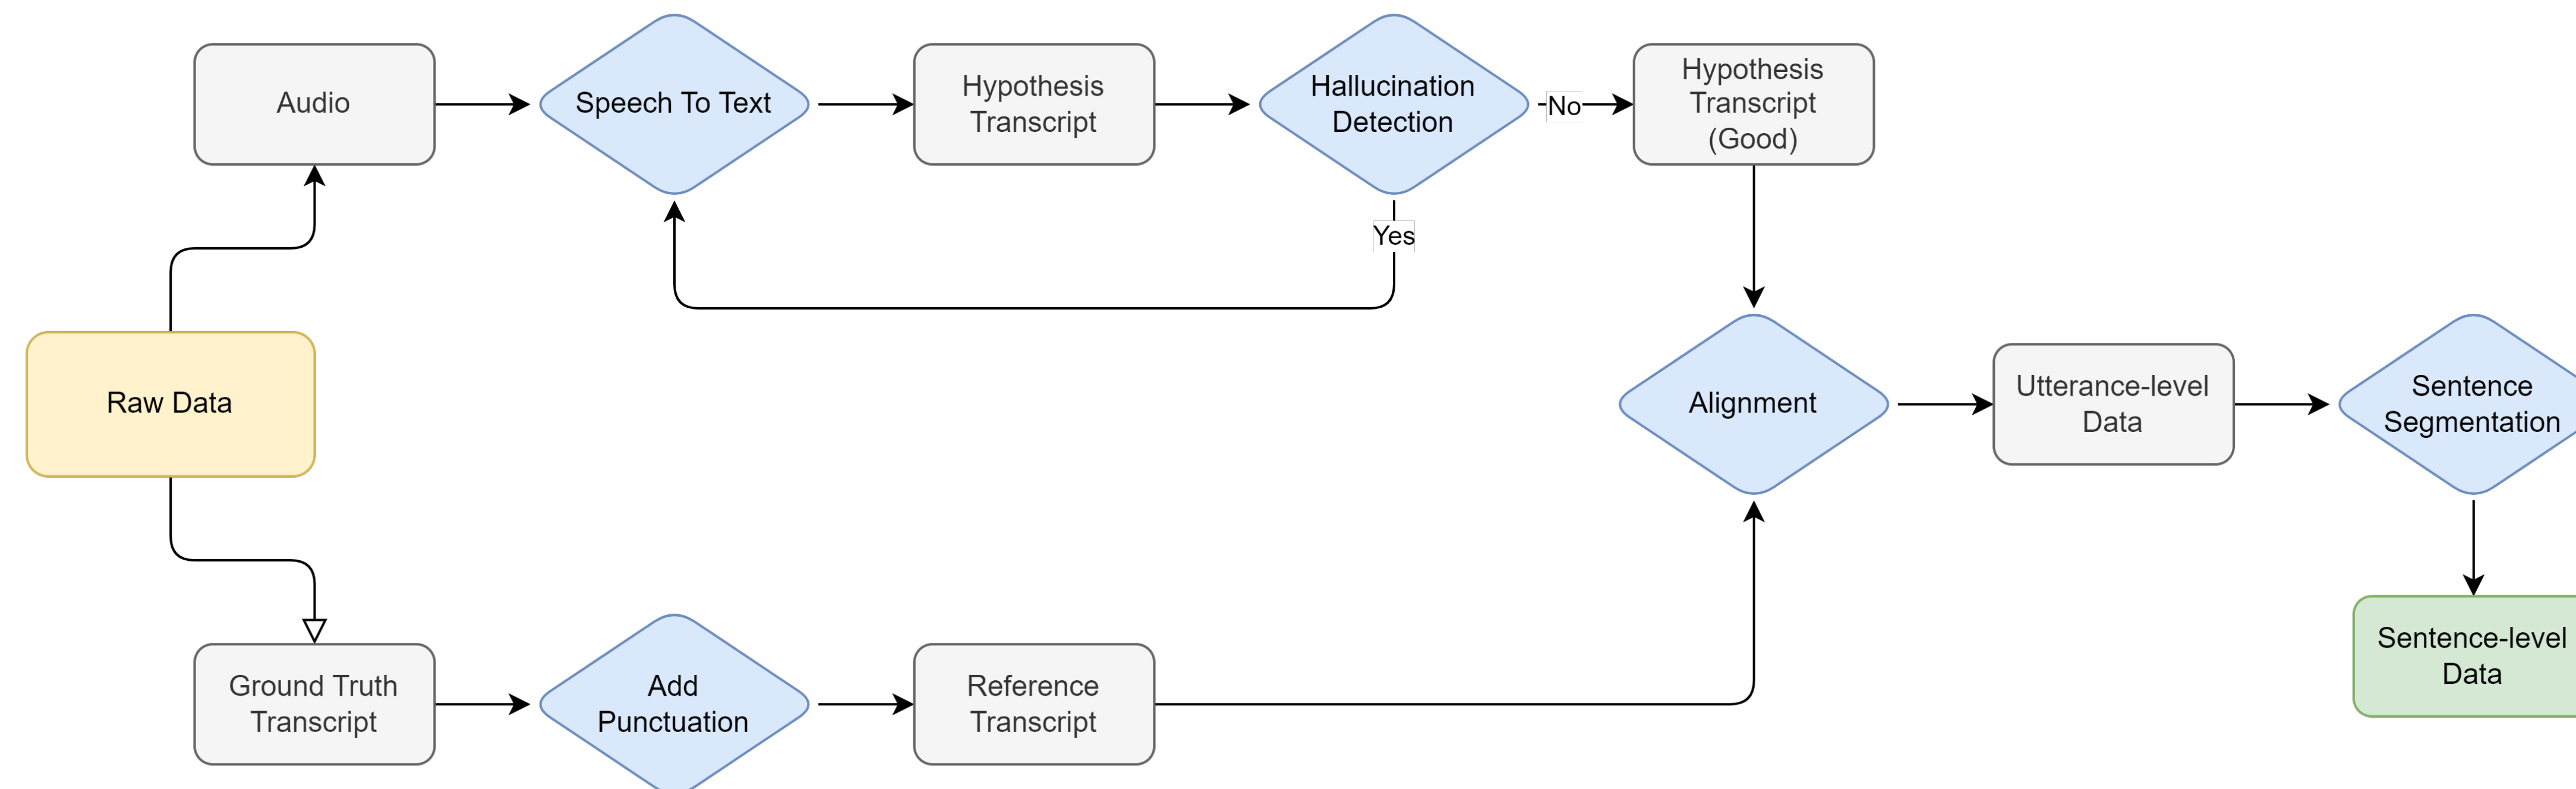 Audio
Speech To Text
Hypothesis
Transcript
Hallucination
Detection
No
Hypothesis
Transcript
(Good)
Yes
Raw Data
Alignment
Utterance-level
Data
Sentence
Segmentation
Ground Truth
Transcript
Add
Punctuation
Reference
Transcript
Sentence-level
Data